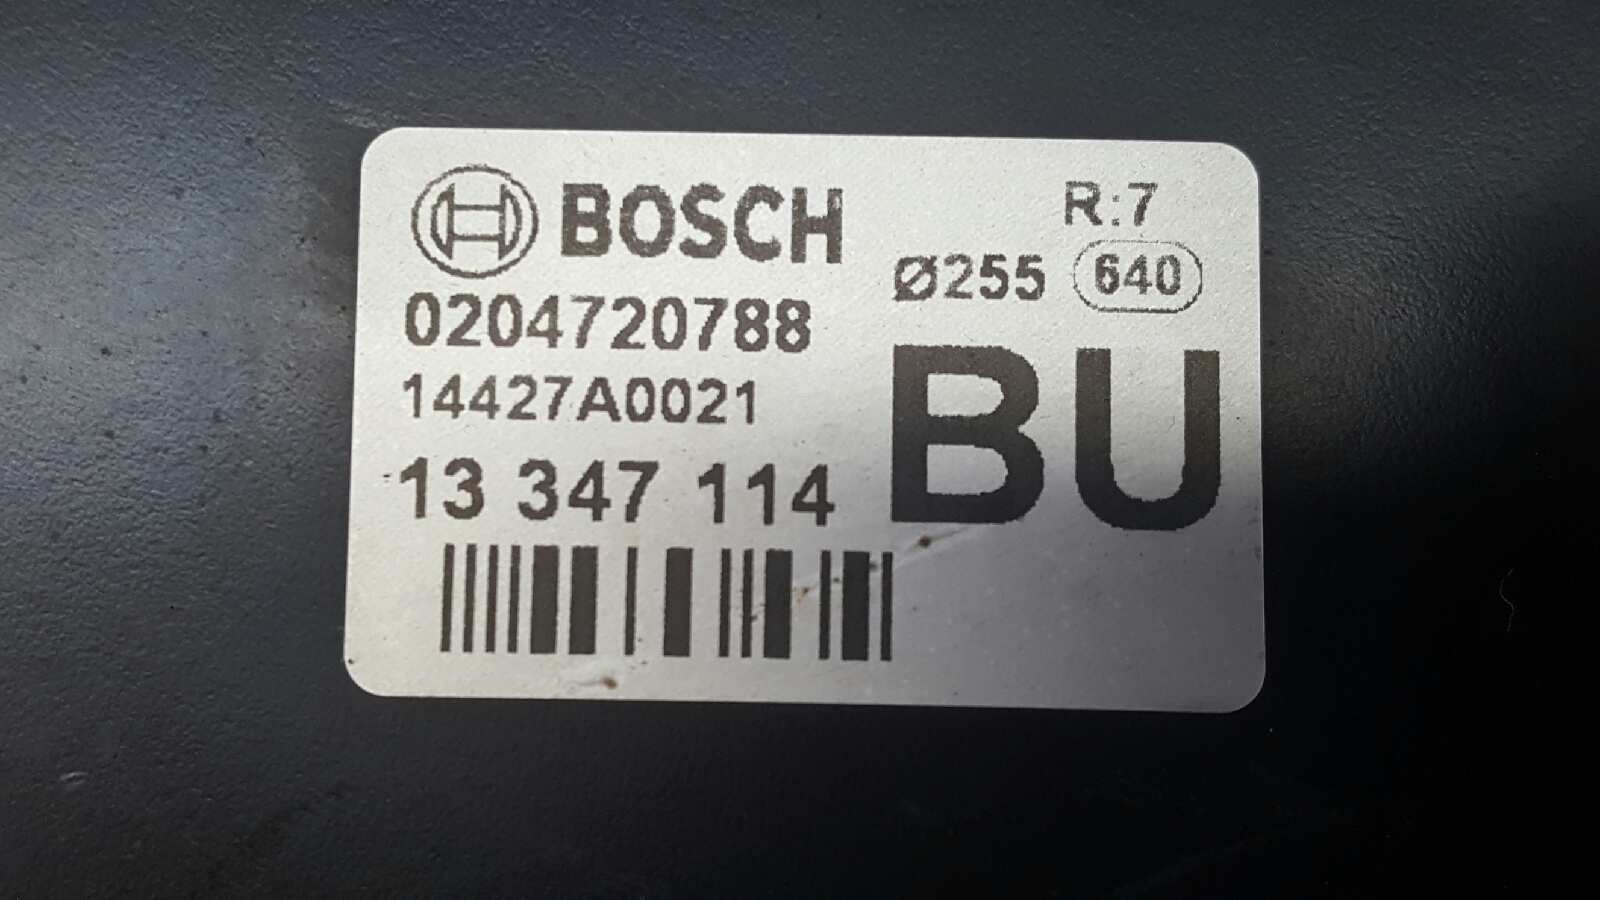 BOSCH
R:7
Ø255 640
0204720788
14427A0021
13 347 114
BU